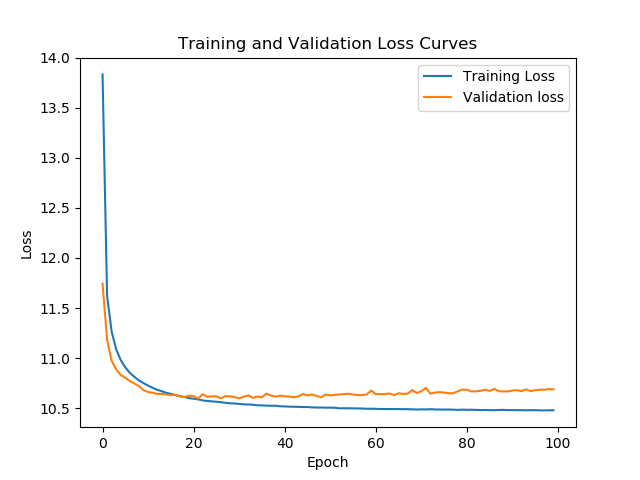 Training and Validation Loss Curves
14.0
13.5
13.0
12.5
12.0
11.5
11.0
10.5
Loss
Training Loss
Validation loss
0
20
40
60
80
100
Epoch